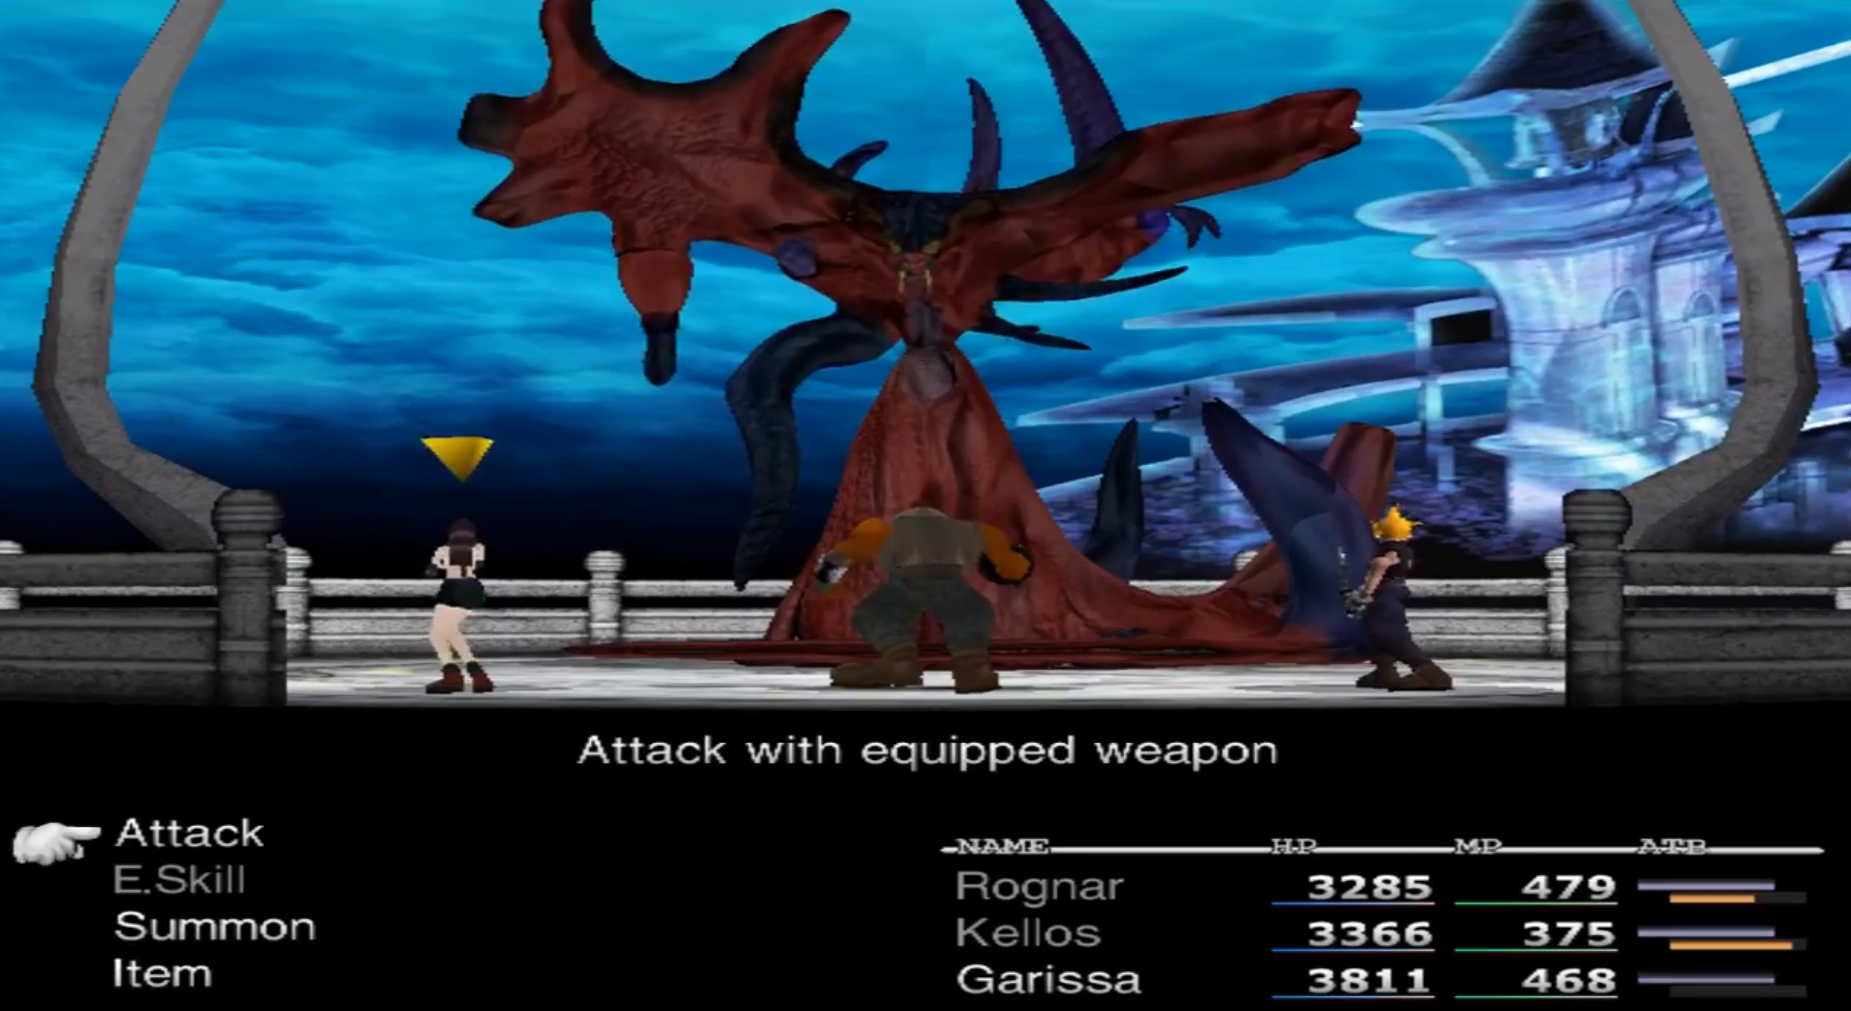 Attack with equipped weapon
Attack
E.Skill
Summon
Item
NAME HP MP ATB
Rognar 3285 479
Kellos 3366 375
Garissa 3811 468